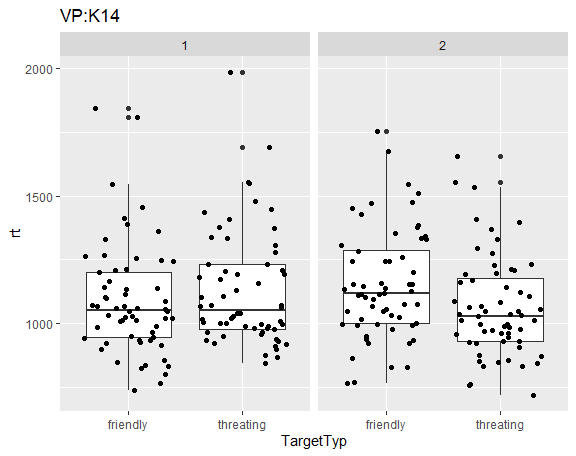 VP:K14
1
2
2000
1500
1000
rt
friendly
threating
friendly
threating
TargetTyp